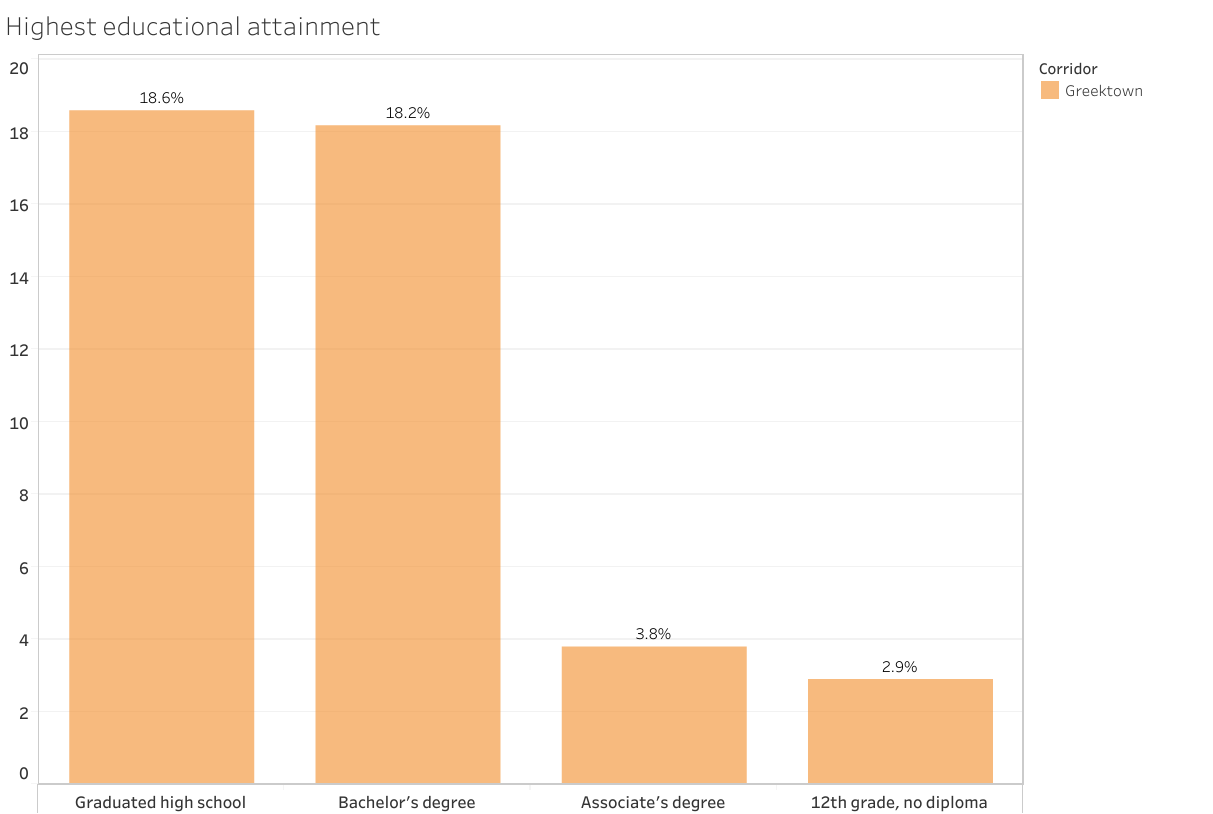 Highest educational attainment
20
18
16
14
12
10
8
6
4
2
0
18.6%
18.2%
3.8%
2.9%
Graduated high school
Bachelor’s degree
Associate’s degree
12th grade, no diploma
Corridor
Greektown